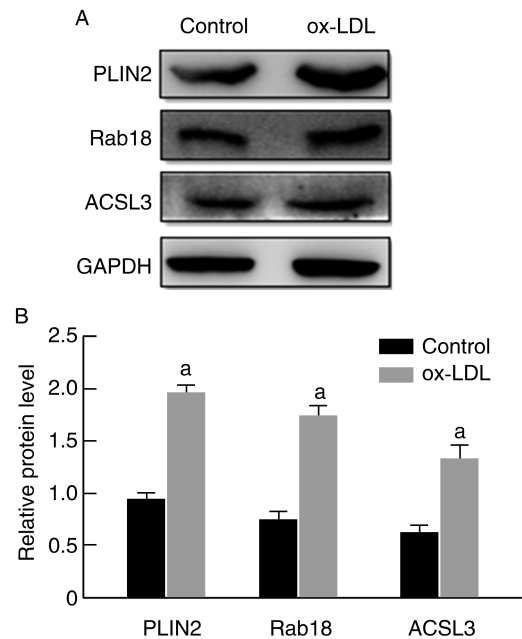 A
Control ox-LDL
PLIN2
Rab18
ACSL3
GAPDH
B
Relative protein level
2.5
2.0
1.5
1.0
0.5
0
Control
ox-LDL
a
a
a
PLIN2 Rab18 ACSL3